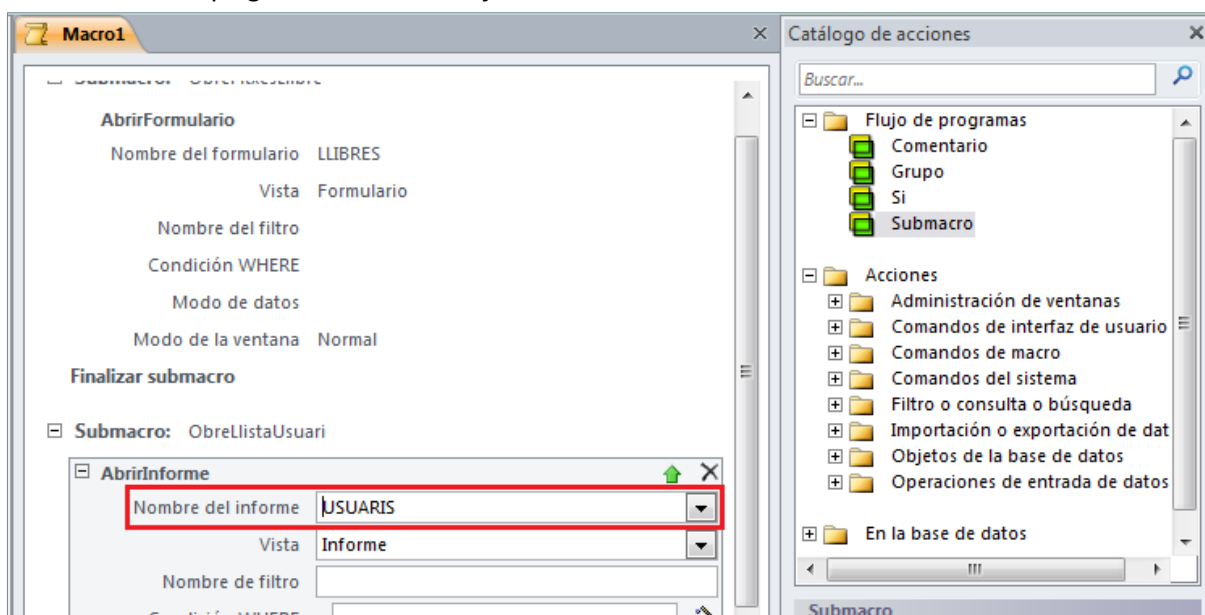 Macro1
Submacro:
AbrirFormulario
Nombre del formulario LLIBRES
Vista Formulario
Nombre del filtro
Condición WHERE
Modo de datos
Modo de la ventana Normal
Finalizar submacro
Submacro: ObreLlistaUsuari
AbrirInforme
Nombre del informe USUARIS
Vista Informe
Nombre de filtro
Condición WHERE
Catálogo de acciones
Buscar...
Flujo de programas
Comentario
Grupo
Si
Submacro
Acciones
Administración de ventanas
Comandos de interfaz de usuario
Comandos de macro
Comandos del sistema
Filtro o consulta o búsqueda
Importación o exportación de dat
Objetos de la base de datos
Operaciones de entrada de datos
En la base de datos
Submacro